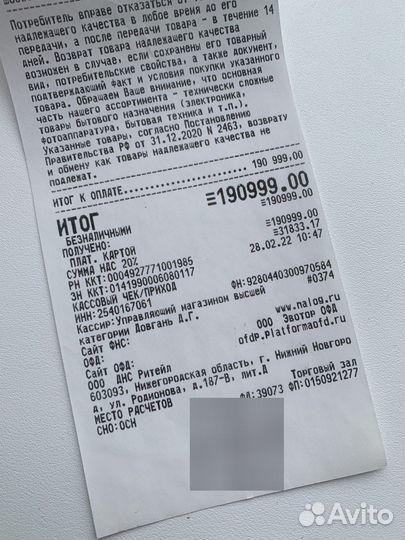 Потребитель вправе отказаться от
надлежащего качества в любое время до его
передачи, а после передачи товара - в течение 14
дней. Возврат товара надлежащего качества
возможен в случае, если сохранены его товарный
вид, потребительские свойства, а также документ,
подтверждающий факт и условия покупки указанного
товара. Обращаем Ваше внимание, что основная
часть нашего ассортимента - технически сложные
товары бытового назначения (электроника,
фотоаппаратура, бытовая техника и т.п.).
Указанные товары, согласно Постановлению
Правительства РФ от 31.12.2020 N 2463, возврату
и обмену как товары надлежащего качества не
подлежат.
ИТОГ К ОПЛАТЕ 190 999.00
ИТОГ ≡190999.00
БЕЗНАЛИЧНЫМИ ≡190999.00
ПОЛУЧЕНО:
ПЛАТ. КАРТОЙ ≡190999.00
СУММА НДС 20% ≡31833.17
РН ККТ:0004927771001985 28.02.22 10:47
ЗН ККТ:0141990006080117
КАССОВЫЙ ЧЕК/ПРИХОД ФН:9280440300970584
ИНН:2540167061 #0374
Кассир:Управляющий магазином высшей
категории Довгань Д.Г.
Сайт ФНС: www.nalog.ru
ОФД: ООО Эвотор ОФД
Сайт ОФД: ofdp.platformaofd.ru
ООО ДНС Ритейл
603093, Нижегородская область, г. Нижний Новгоро
д, ул. Родионова, д.187-В, лит.Д
МЕСТО РАСЧЕТОВ Торговый зал
СНО:ОСН ФД:39073 ФП:0150921277
Avito